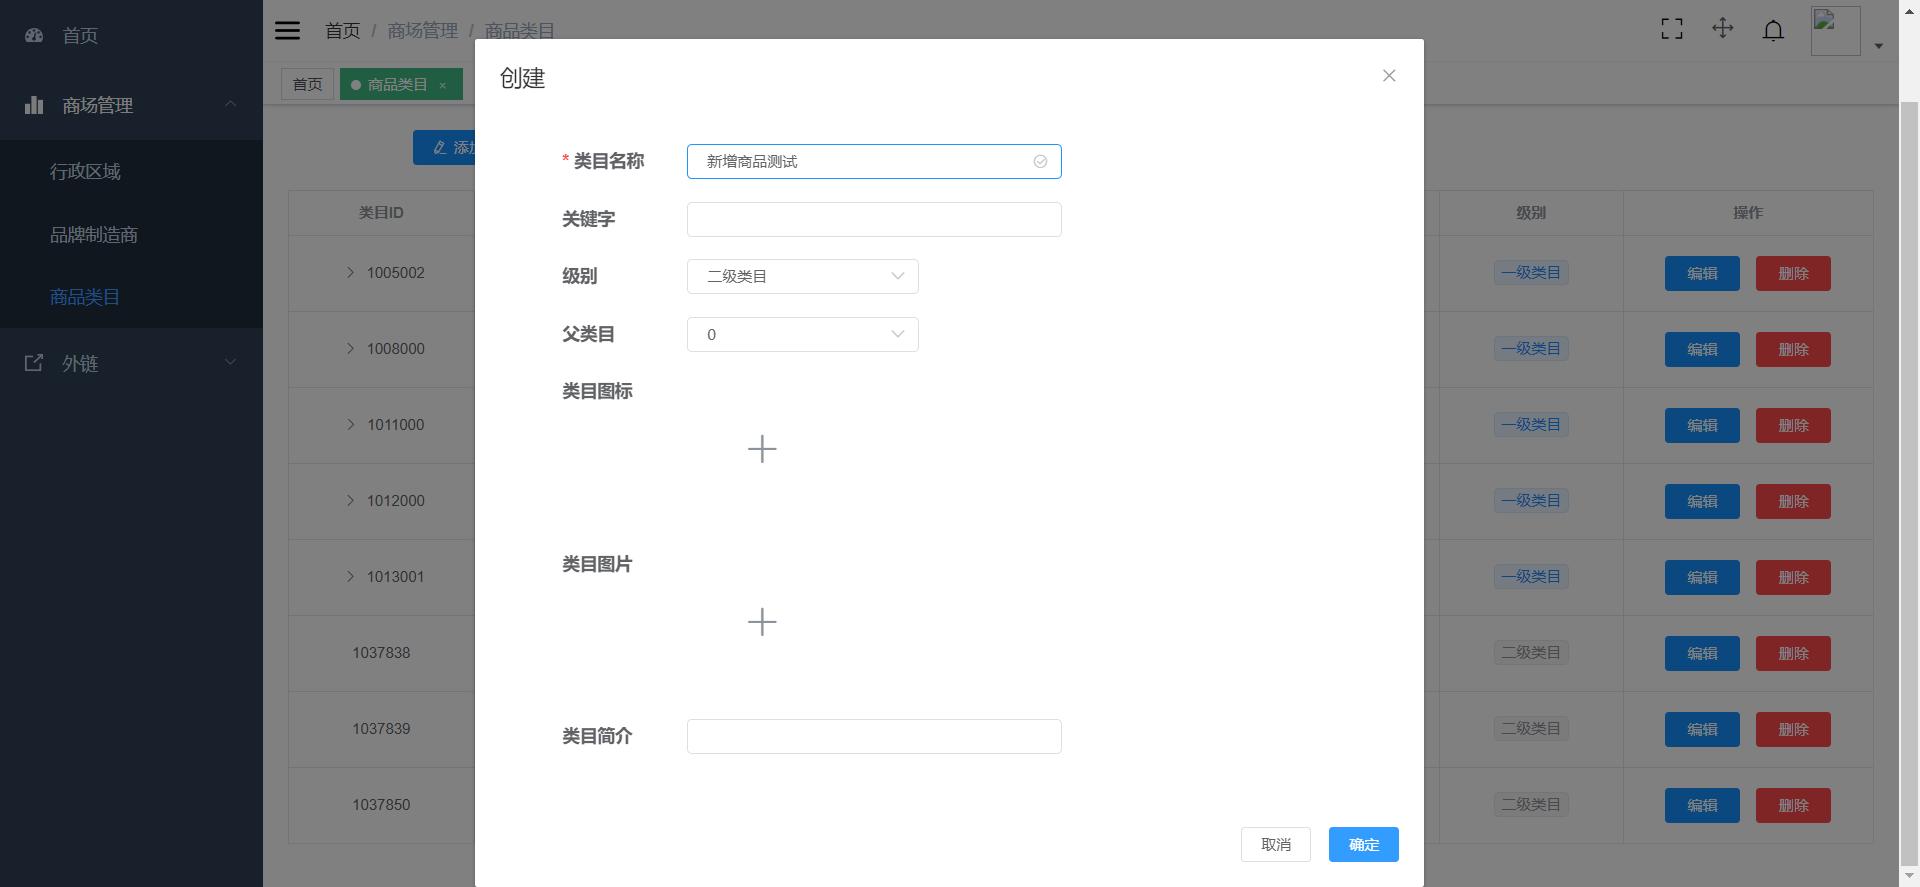 首页
商场管理
行政区域
品牌制造商
商品类目
外链
首页 / 商场管理 / 商品类目
首页
商品类目 ×
添加
创建
* 类目名称 新增商品测试
关键字
级别 二级类目
父类目 0
类目图标
类目图片
类目简介
取消 确定
类目ID 级别 操作
1005002 一级类目 编辑 删除
1008000 一级类目 编辑 删除
1011000 一级类目 编辑 删除
1012000 一级类目 编辑 删除
1013001 一级类目 编辑 删除
1037838 二级类目 编辑 删除
1037839 二级类目 编辑 删除
1037850 二级类目 编辑 删除